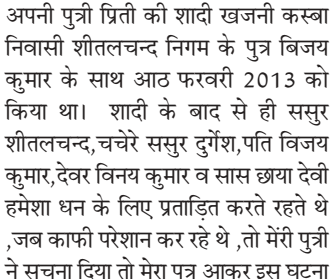 अपनी पुत्री प्रिती की शादी खजनी कस्बा
निवासी शीतलचन्द निगम के पुत्र बिजय
कुमार के साथ आठ फरवरी 2013 को
किया था।  शादी के बाद से ही ससुर
शीतलचन्द,चचेरे ससुर दुर्गेश,पति विजय
कुमार,देवर विनय कुमार व सास छाया देवी
हमेशा धन के लिए प्रताड़ित करते रहते थे
,जब काफी परेशान कर रहे थे ,तो मेंरी पुत्री
ने सूचना दिया तो मेरा पुत्र आकर इस घटना